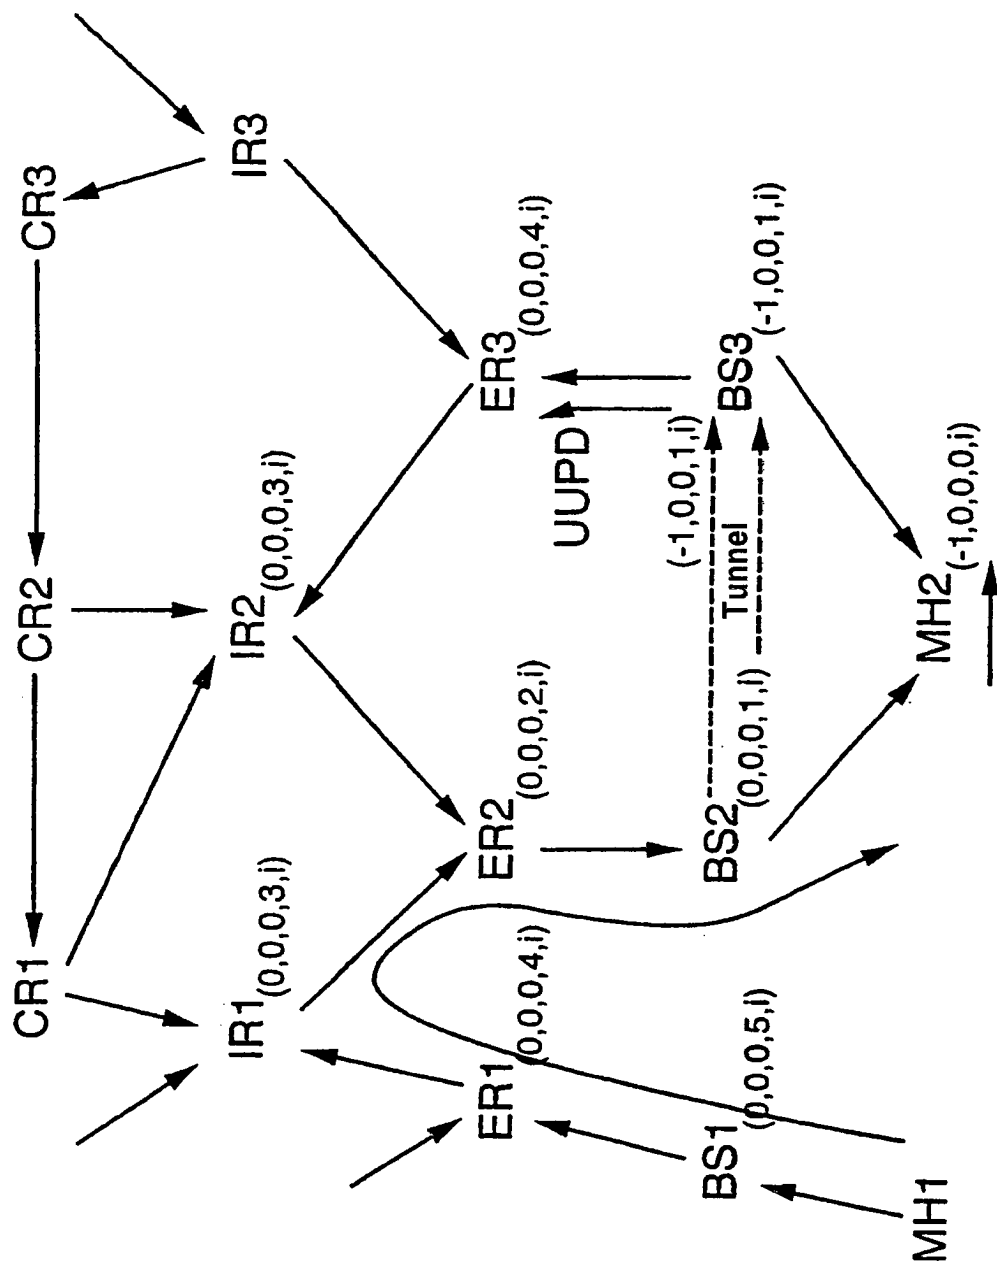 CR1
CR2
CR3
IR1(0,0,0,3,i)
IR2(0,0,0,3,i)
IR3
ER1(0,0,0,4,i)
ER2(0,0,0,2,i)
ER3(0,0,0,4,i)
UUPD
(-1,0,0,1,i)
Tunnel
BS1(0,0,0,5,i)
BS2(0,0,0,1,i)
BS3(-1,0,0,1,i)
MH1
MH2(-1,0,0,0,i)